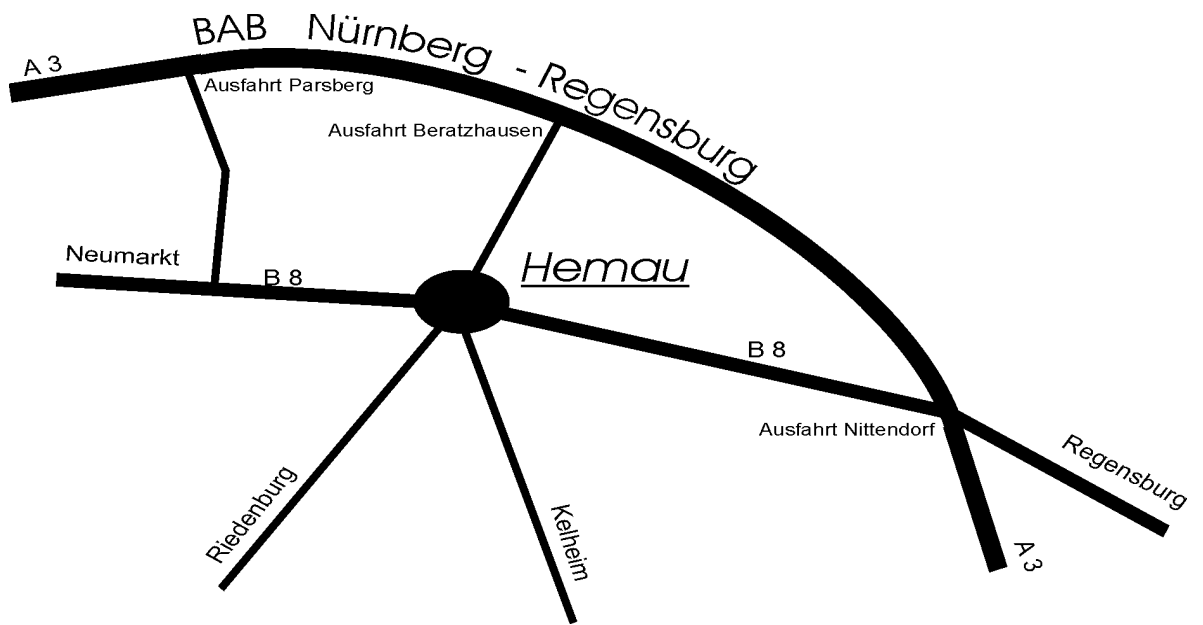 BAB Nürnberg - Regensburg
A 3
Ausfahrt Parsberg
Ausfahrt Beratzhausen
Neumarkt
B 8
Hemau
B 8
Ausfahrt Nittendorf
Regensburg
Riedenburg
Kelheim
A 3